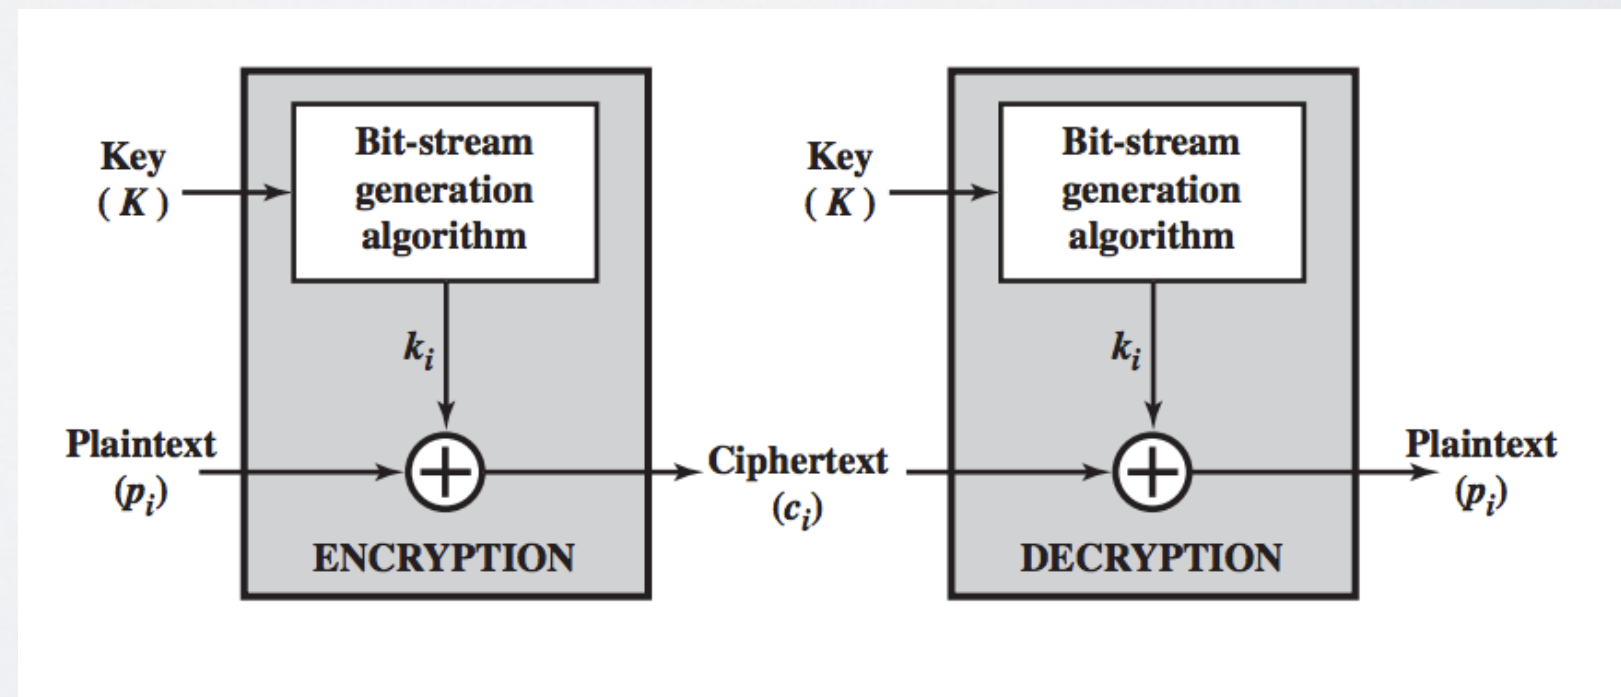 Key
( K )
Bit-stream
generation
algorithm
k_i
Plaintext
(p_i)
ENCRYPTION
Ciphertext
(c_i)
Key
( K )
Bit-stream
generation
algorithm
k_i
DECRYPTION
Plaintext
(p_i)